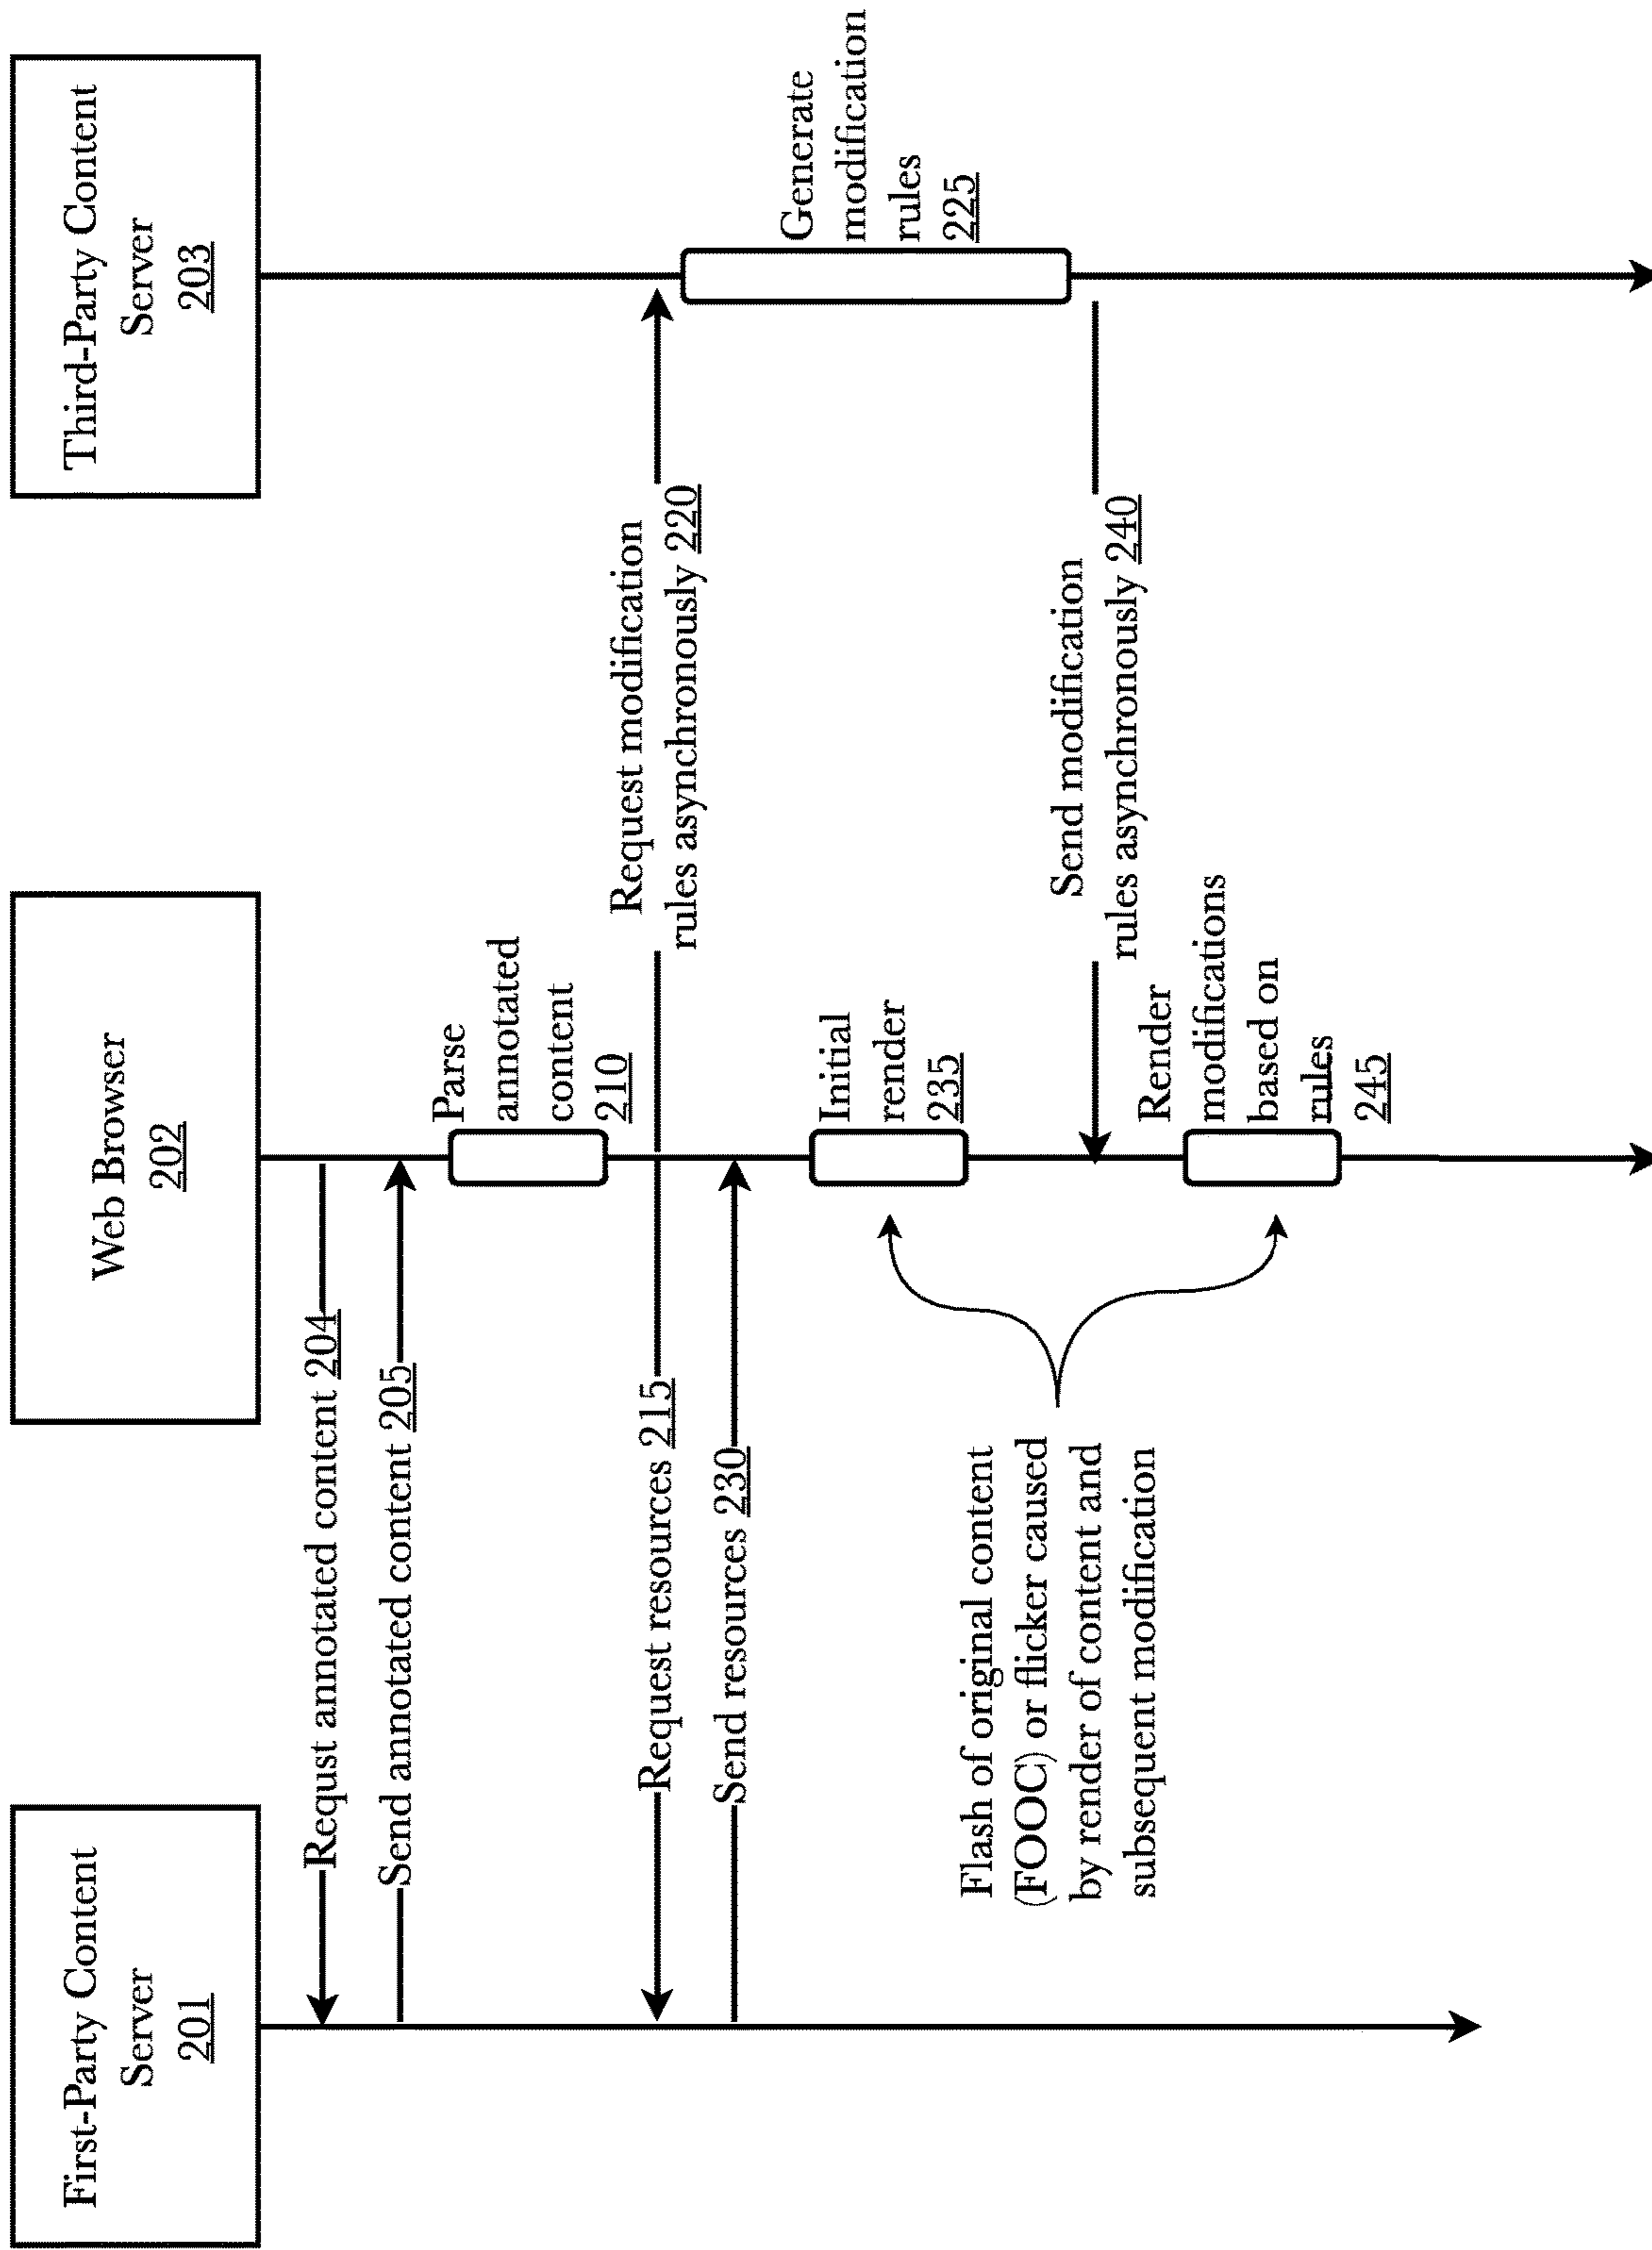 First-Party Content
Server
201
Web Browser
202
Third-Party Content
Server
203
Requst annotated content 204
Send annotated content 205
Parse
annotated
content
210
Request resources 215
Request modification
rules asynchronously 220
Generate
modification
rules
225
Send resources 230
Initial
render
235
Flash of original content
(FOOC) or flicker caused
by render of content and
subsequent modification
Send modification
rules asynchronously 240
Render
modifications
based on
rules
245